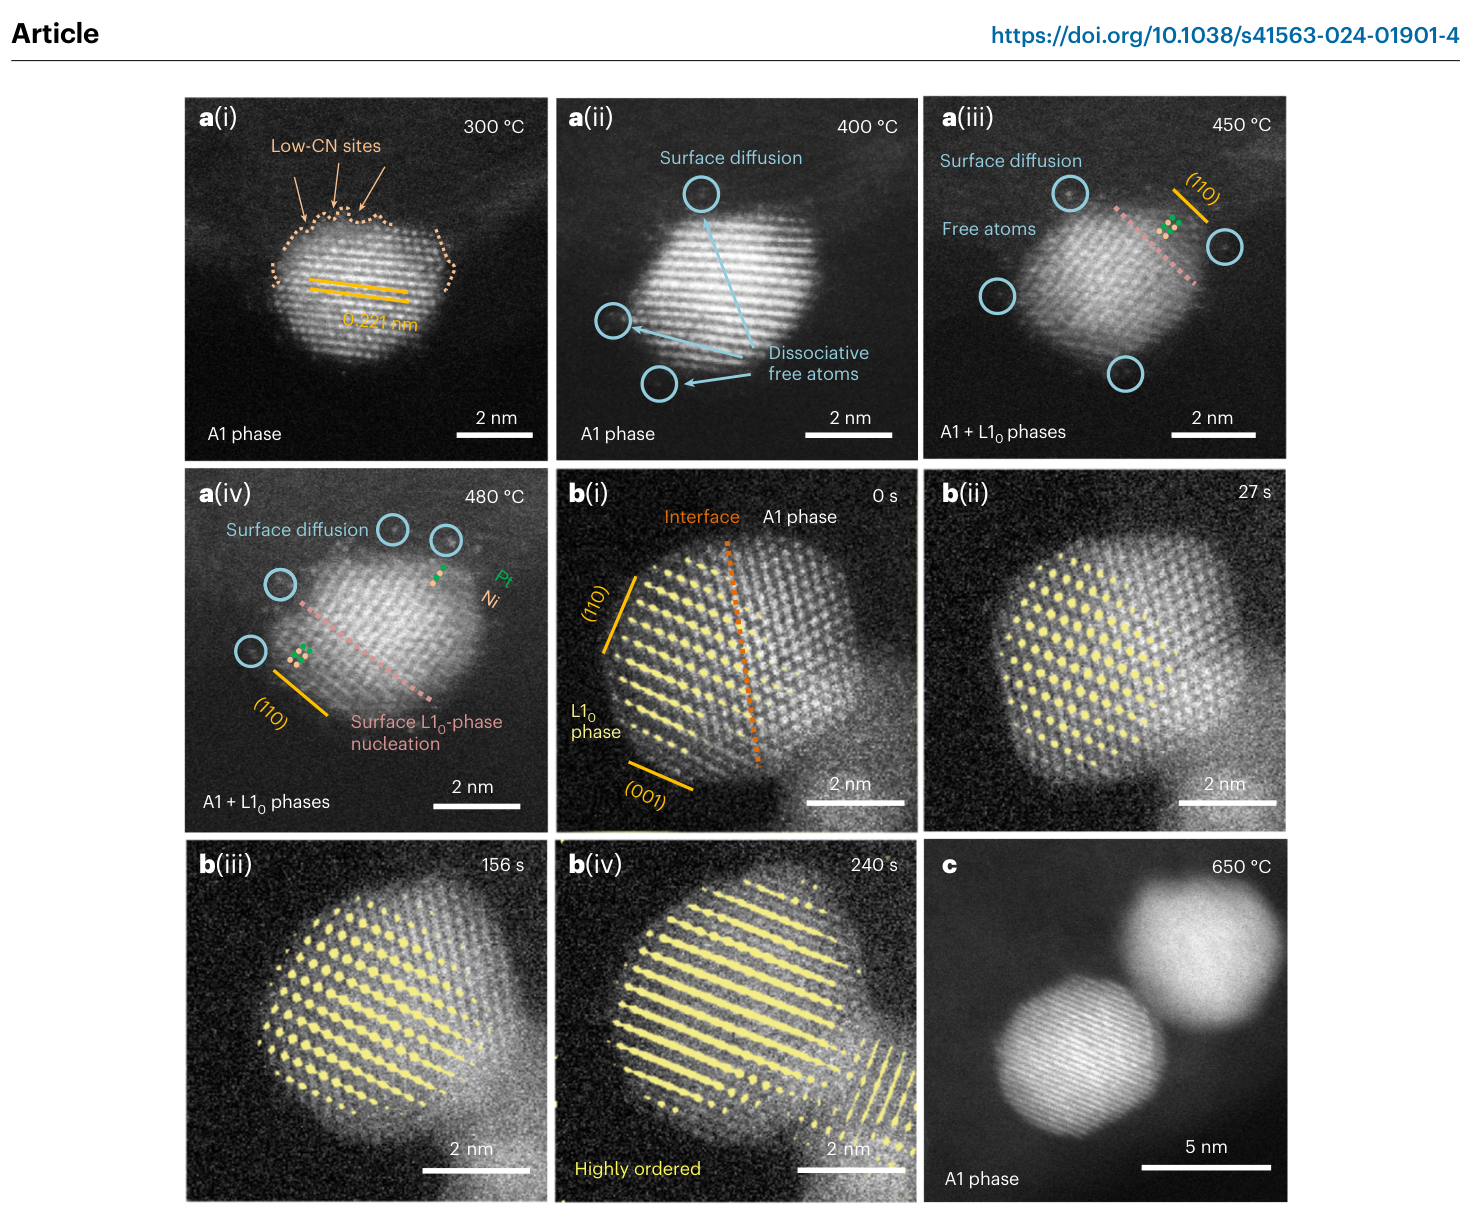 Article
https://doi.org/10.1038/s41563-024-01901-4
a(i)
300 °C
Low-CN sites
0.221 nm
2 nm
A1 phase
a(ii)
400 °C
Surface diffusion
Dissociative
free atoms
2 nm
A1 phase
a(iii)
450 °C
Surface diffusion
(110)
Free atoms
2 nm
A1 + L1₀ phases
a(iv)
480 °C
Surface diffusion
Pt
Ni
(110)
Surface L1₀-phase
nucleation
2 nm
A1 + L1₀ phases
b(i)
0 s
Interface
A1 phase
(110)
L1₀
phase
(001)
2 nm
b(ii)
27 s
2 nm
b(iii)
156 s
2 nm
b(iv)
240 s
2 nm
Highly ordered
c
650 °C
5 nm
A1 phase